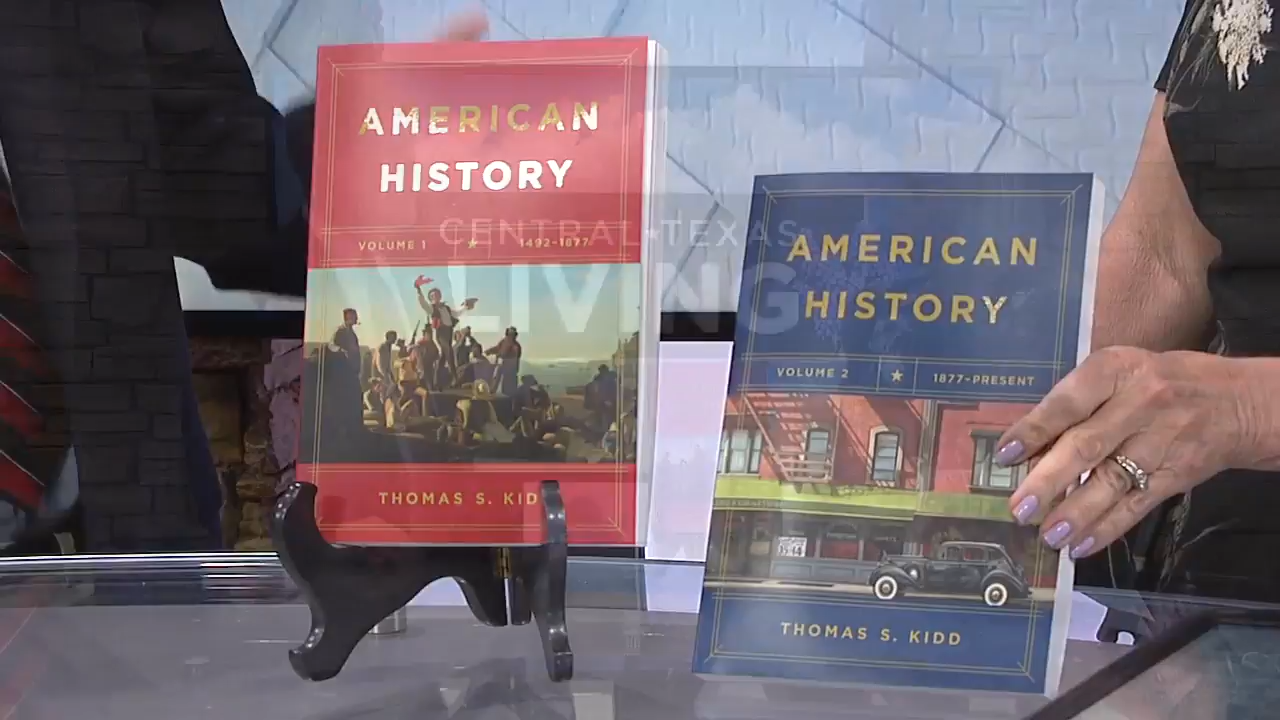 AMERICAN
HISTORY
VOLUME 1 ★ 1492-1877
THOMAS S. KIDD
CENTRAL★TEXAS
LIVING
AMERICAN
HISTORY
VOLUME 2 ★ 1877-PRESENT
THOMAS S. KIDD